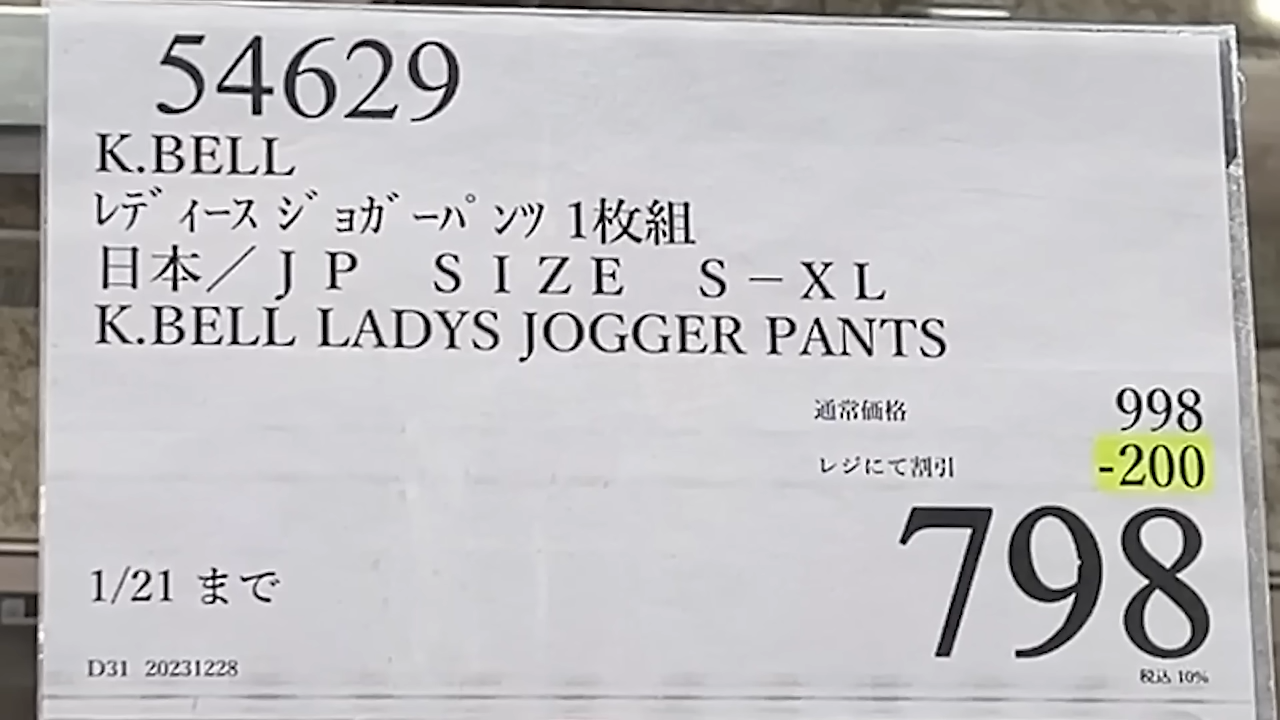 54629
K.BELL
ﾚﾃﾞｨｰｽ ｼﾞｮｶﾞｰﾊﾟﾝﾂ 1枚組
日本／ＪＰ　ＳＩＺＥ　Ｓ－ＸＬ
K.BELL LADYS JOGGER PANTS
通常価格 998
レジにて割引 -200
798
1/21 まで
税込 10%
D31 20231228